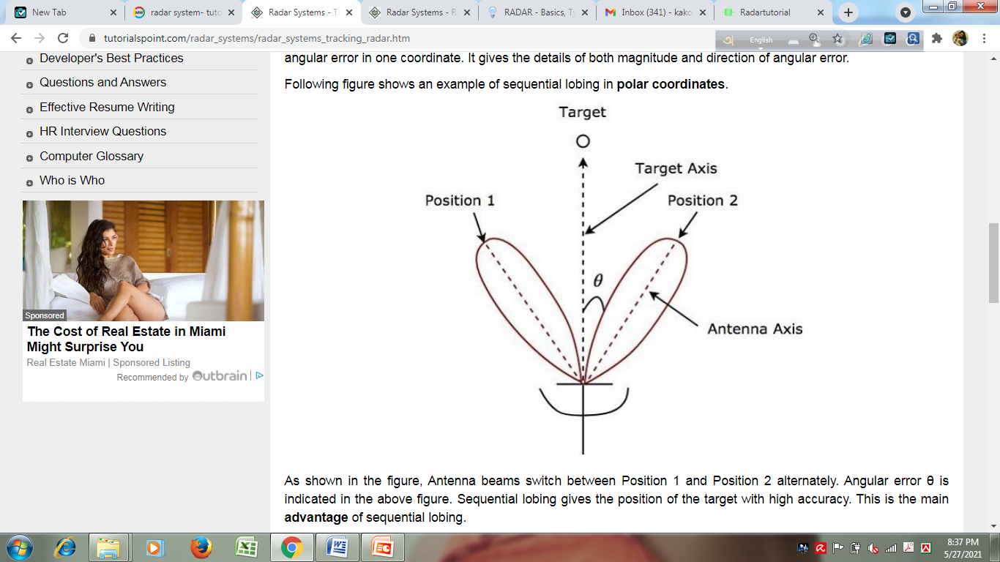 New Tab
radar system- tuto
Radar Systems - T
Radar Systems - R
RADAR - Basics, Ty
Inbox (341) - kako
Radartutorial
tutorialspoint.com/radar_systems/radar_systems_tracking_radar.htm
English
Developer's Best Practices
Questions and Answers
Effective Resume Writing
HR Interview Questions
Computer Glossary
Who is Who
Sponsored
The Cost of Real Estate in Miami
Might Surprise You
Real Estate Miami | Sponsored Listing
Recommended by Outbrain
angular error in one coordinate. It gives the details of both magnitude and direction of angular error.
Following figure shows an example of sequential lobing in polar coordinates.
Target
Target Axis
Position 1
Position 2
θ
Antenna Axis
As shown in the figure, Antenna beams switch between Position 1 and Position 2 alternately. Angular error θ is
indicated in the above figure. Sequential lobing gives the position of the target with high accuracy. This is the main
advantage of sequential lobing.
8:37 PM
5/27/2021